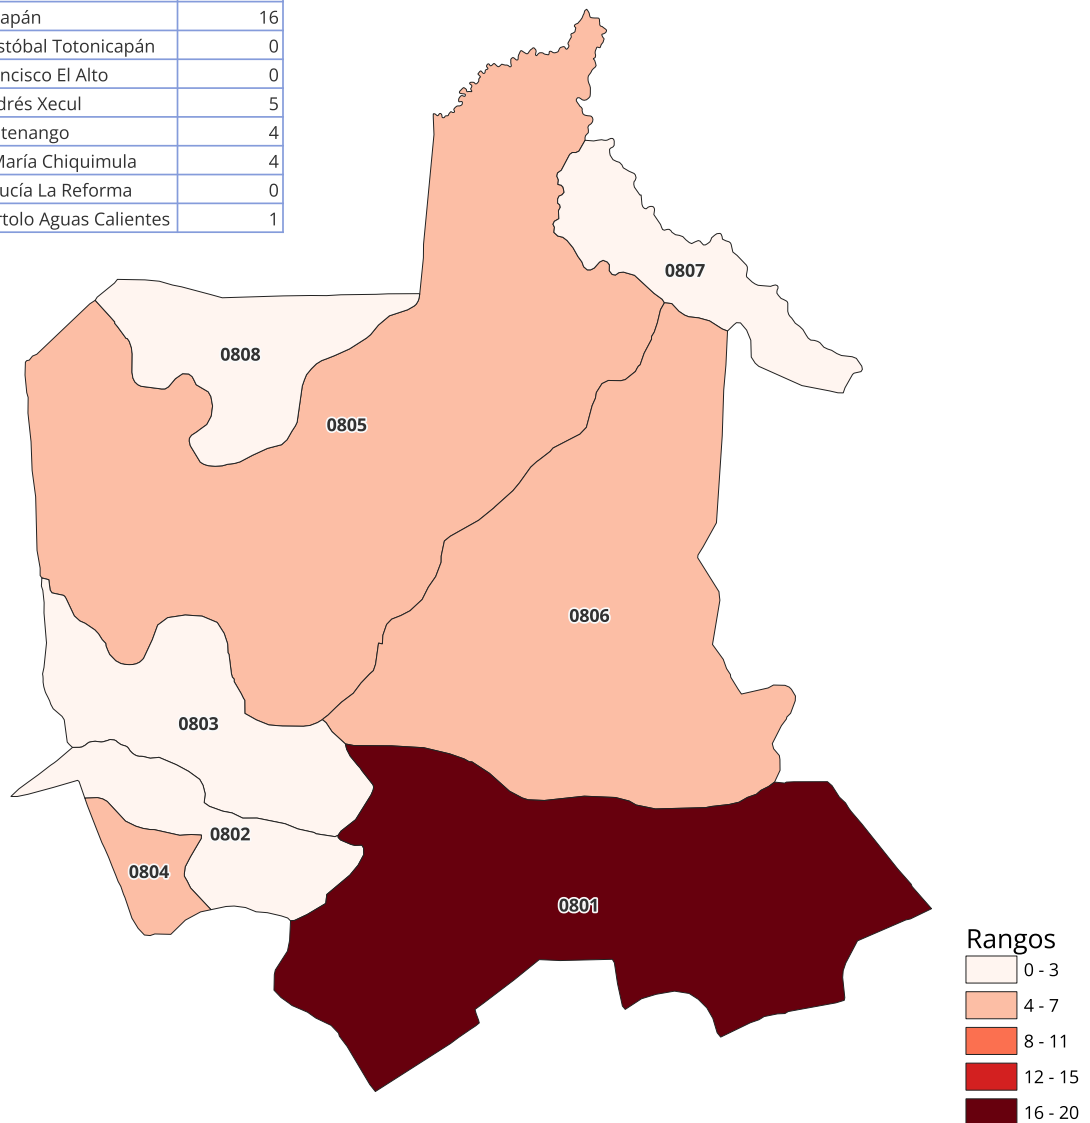 apán 16
stóbal Totonicapán 0
ncisco El Alto 0
drés Xecul 5
tenango 4
María Chiquimula 4
ucía La Reforma 0
rtolo Aguas Calientes 1
0807
0808
0805
0806
0803
0802
0804
0801
Rangos
0 - 3
4 - 7
8 - 11
12 - 15
16 - 20